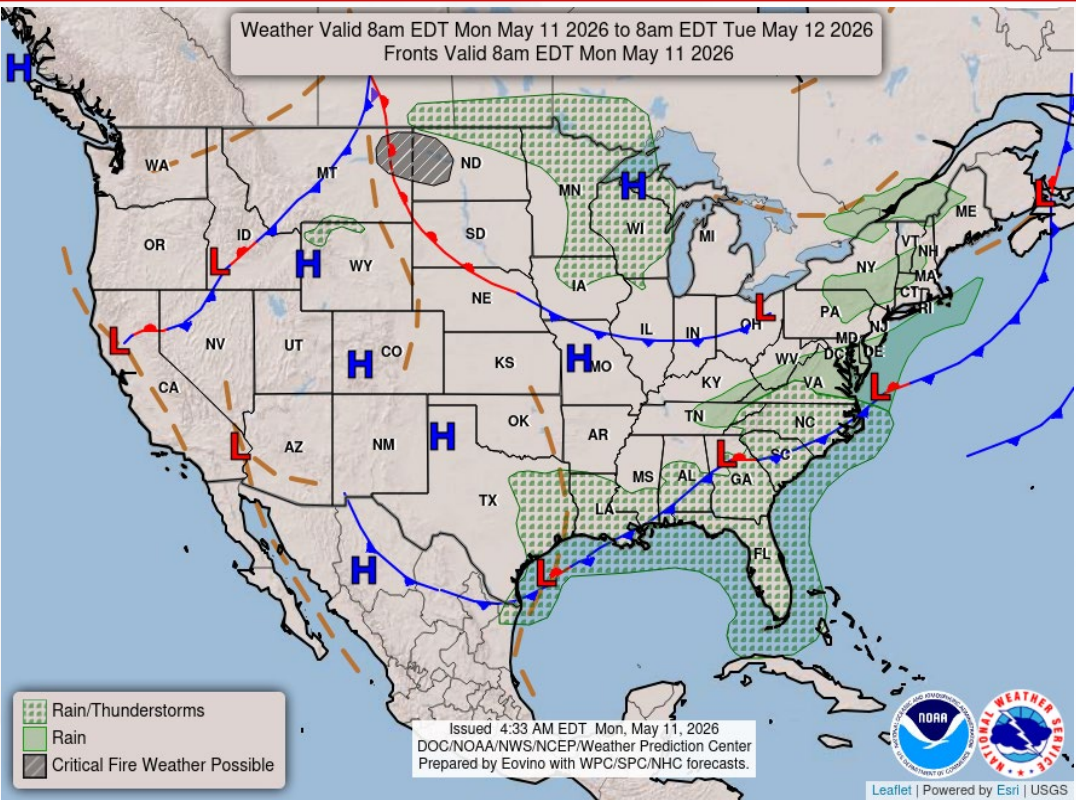 Weather Valid 8am EDT Mon May 11 2026 to 8am EDT Tue May 12 2026
Fronts Valid 8am EDT Mon May 11 2026
H
WA
MT
ND
MN
H
L
ME
OR
ID
L
H
WY
SD
WI
MI
VT
NH
NY
MA
CT
RI
L
NV
UT
CO
H
NE
IA
IL
IN
OH
L
PA
NJ
MD
DE
DC
WV
VA
L
CA
KS
H
MO
KY
L
AZ
NM
H
OK
AR
TN
NC
L
SC
TX
LA
MS
AL
GA
FL
H
L
Rain/Thunderstorms
Rain
Critical Fire Weather Possible
Issued 4:33 AM EDT Mon, May 11, 2026
DOC/NOAA/NWS/NCEP/Weather Prediction Center
Prepared by Eovino with WPC/SPC/NHC forecasts.
NOAA
NATIONAL WEATHER SERVICE
Leaflet | Powered by Esri | USGS